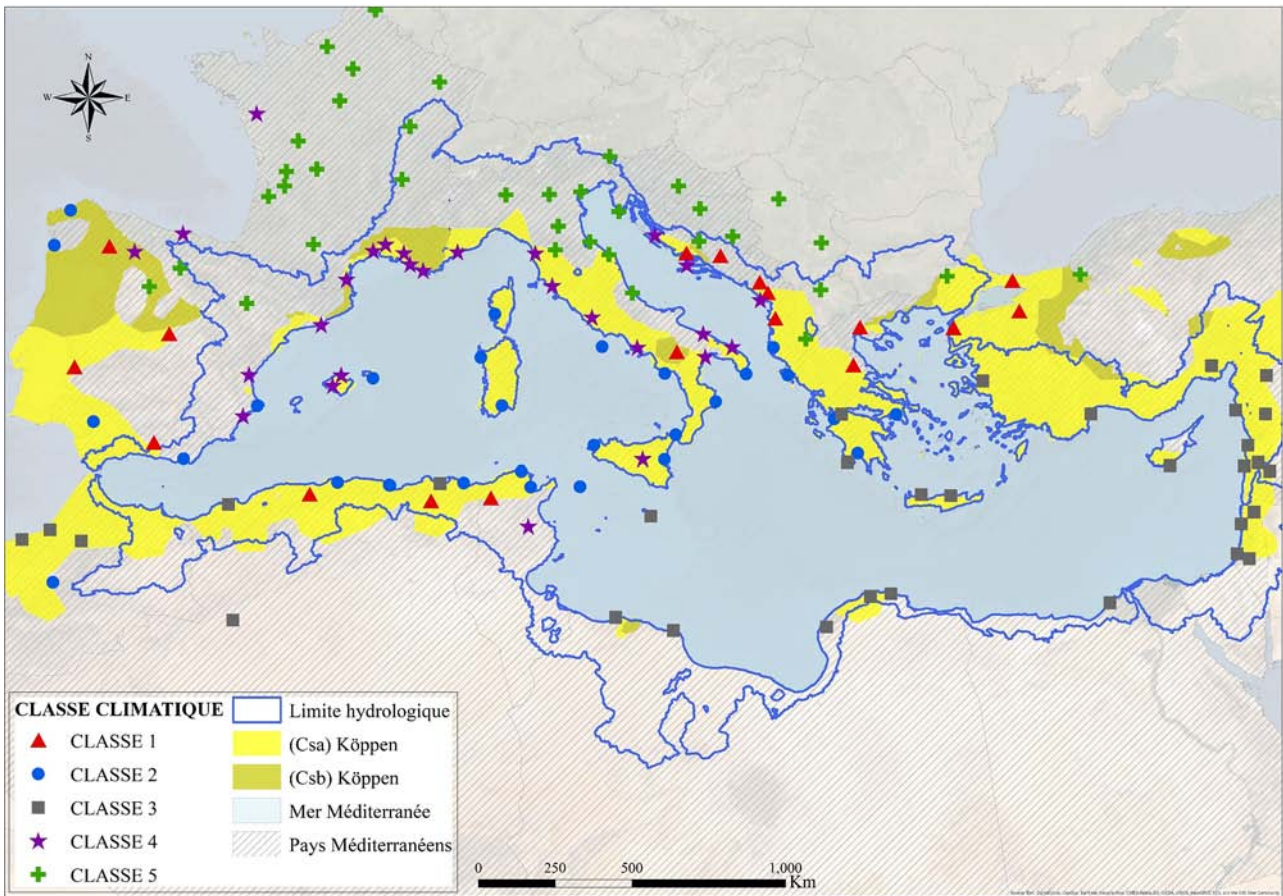 N
W E
S
CLASSE CLIMATIQUE
CLASSE 1
CLASSE 2
CLASSE 3
CLASSE 4
CLASSE 5
Limite hydrologique
(Csa) Köppen
(Csb) Köppen
Mer Méditerranée
Pays Méditerranéens
0 250 500 1,000
Km